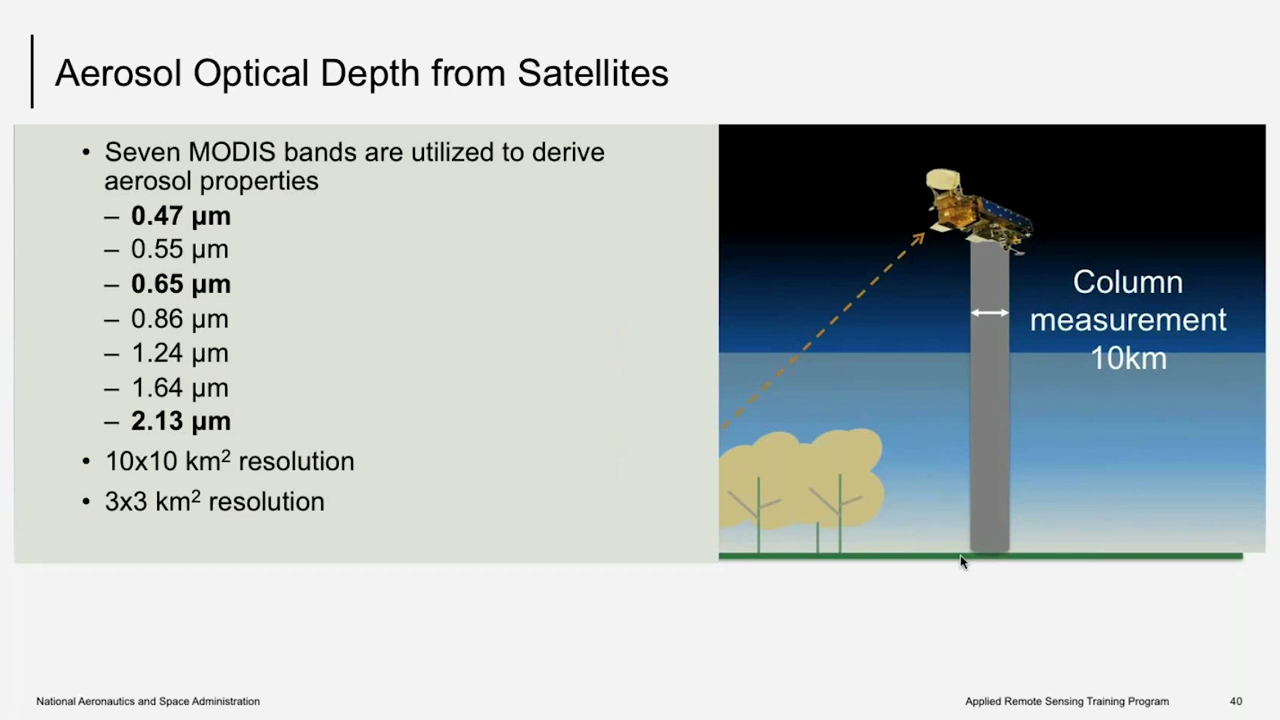 Aerosol Optical Depth from Satellites
• Seven MODIS bands are utilized to derive
aerosol properties
– 0.47 µm
– 0.55 µm
– 0.65 µm
– 0.86 µm
– 1.24 µm
– 1.64 µm
– 2.13 µm
• 10x10 km² resolution
• 3x3 km² resolution
Column
measurement
10km
National Aeronautics and Space Administration
Applied Remote Sensing Training Program
40